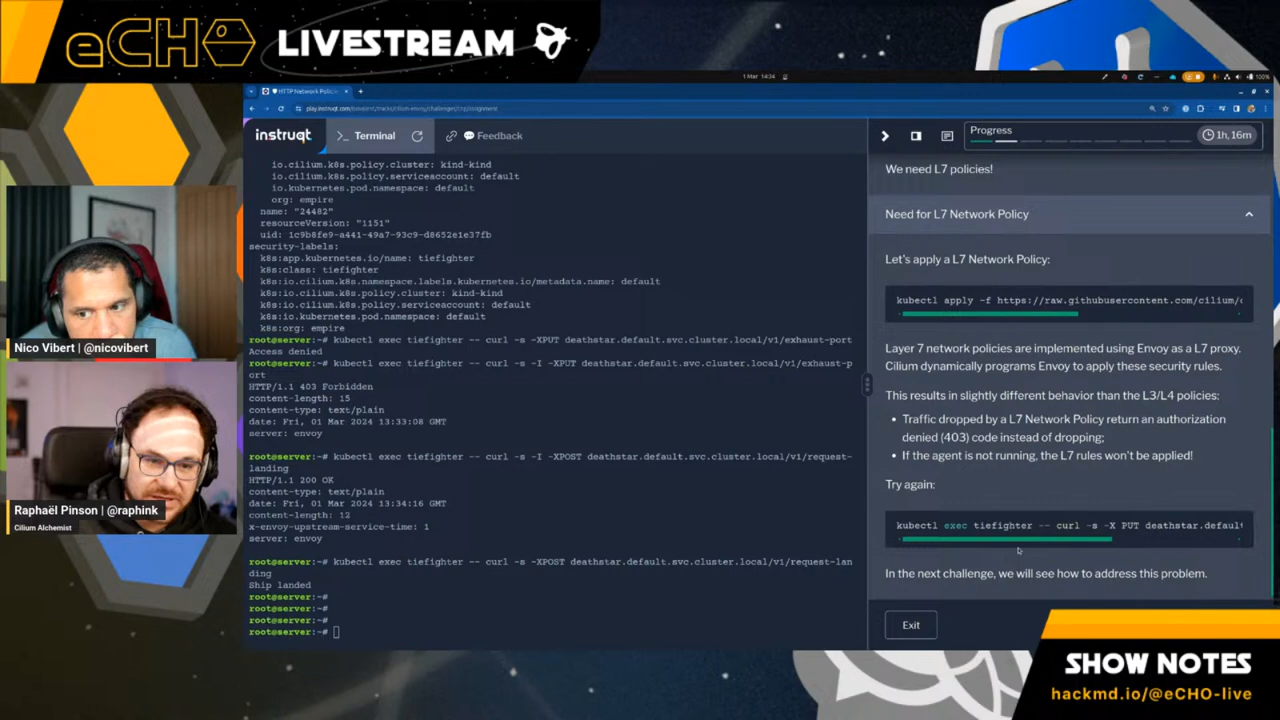 eCHO LIVESTREAM
1 Mar 14:34
100%
HTTP Network Polic
play.instruqt.com
instruqt
Terminal
Feedback
Progress
1h, 16m
io.cilium.k8s.policy.cluster: kind-kind
io.cilium.k8s.policy.serviceaccount: default
io.kubernetes.pod.namespace: default
org: empire
name: "24482"
resourceVersion: "1151"
uid: 1c9b8fe9-a441-49a7-93c9-d8652e1e37fb
security-labels:
k8s:app.kubernetes.io/name: tiefighter
k8s:class: tiefighter
k8s:io.cilium.k8s.namespace.labels.kubernetes.io/metadata.name: default
k8s:io.cilium.k8s.policy.cluster: kind-kind
k8s:io.cilium.k8s.policy.serviceaccount: default
k8s:io.kubernetes.pod.namespace: default
k8s:org: empire
root@server:~# kubectl exec tiefighter -- curl -s -XPUT deathstar.default.svc.cluster.local/v1/exhaust-port
Access denied
root@server:~# kubectl exec tiefighter -- curl -s -I -XPUT deathstar.default.svc.cluster.local/v1/exhaust-p
ort
HTTP/1.1 403 Forbidden
content-length: 15
content-type: text/plain
date: Fri, 01 Mar 2024 13:33:08 GMT
server: envoy
root@server:~# kubectl exec tiefighter -- curl -s -I -XPOST deathstar.default.svc.cluster.local/v1/request-
landing
HTTP/1.1 200 OK
content-type: text/plain
date: Fri, 01 Mar 2024 13:34:16 GMT
content-length: 12
x-envoy-upstream-service-time: 1
server: envoy
root@server:~# kubectl exec tiefighter -- curl -s -XPOST deathstar.default.svc.cluster.local/v1/request-lan
ding
Ship landed
root@server:~#
root@server:~#
root@server:~#
root@server:~#
We need L7 policies!
Need for L7 Network Policy
Let's apply a L7 Network Policy:
kubectl apply -f https://raw.githubusercontent.com/cilium/c
Layer 7 network policies are implemented using Envoy as a L7 proxy.
Cilium dynamically programs Envoy to apply these security rules.
This results in slightly different behavior than the L3/L4 policies:
• Traffic dropped by a L7 Network Policy return an authorization
denied (403) code instead of dropping;
• If the agent is not running, the L7 rules won't be applied!
Try again:
kubectl exec tiefighter -- curl -s -X PUT deathstar.default
In the next challenge, we will see how to address this problem.
Exit
Nico Vibert | @nicovibert
Raphaël Pinson | @raphink
Cilium Alchemist
SHOW NOTES
hackmd.io/@eCHO-live